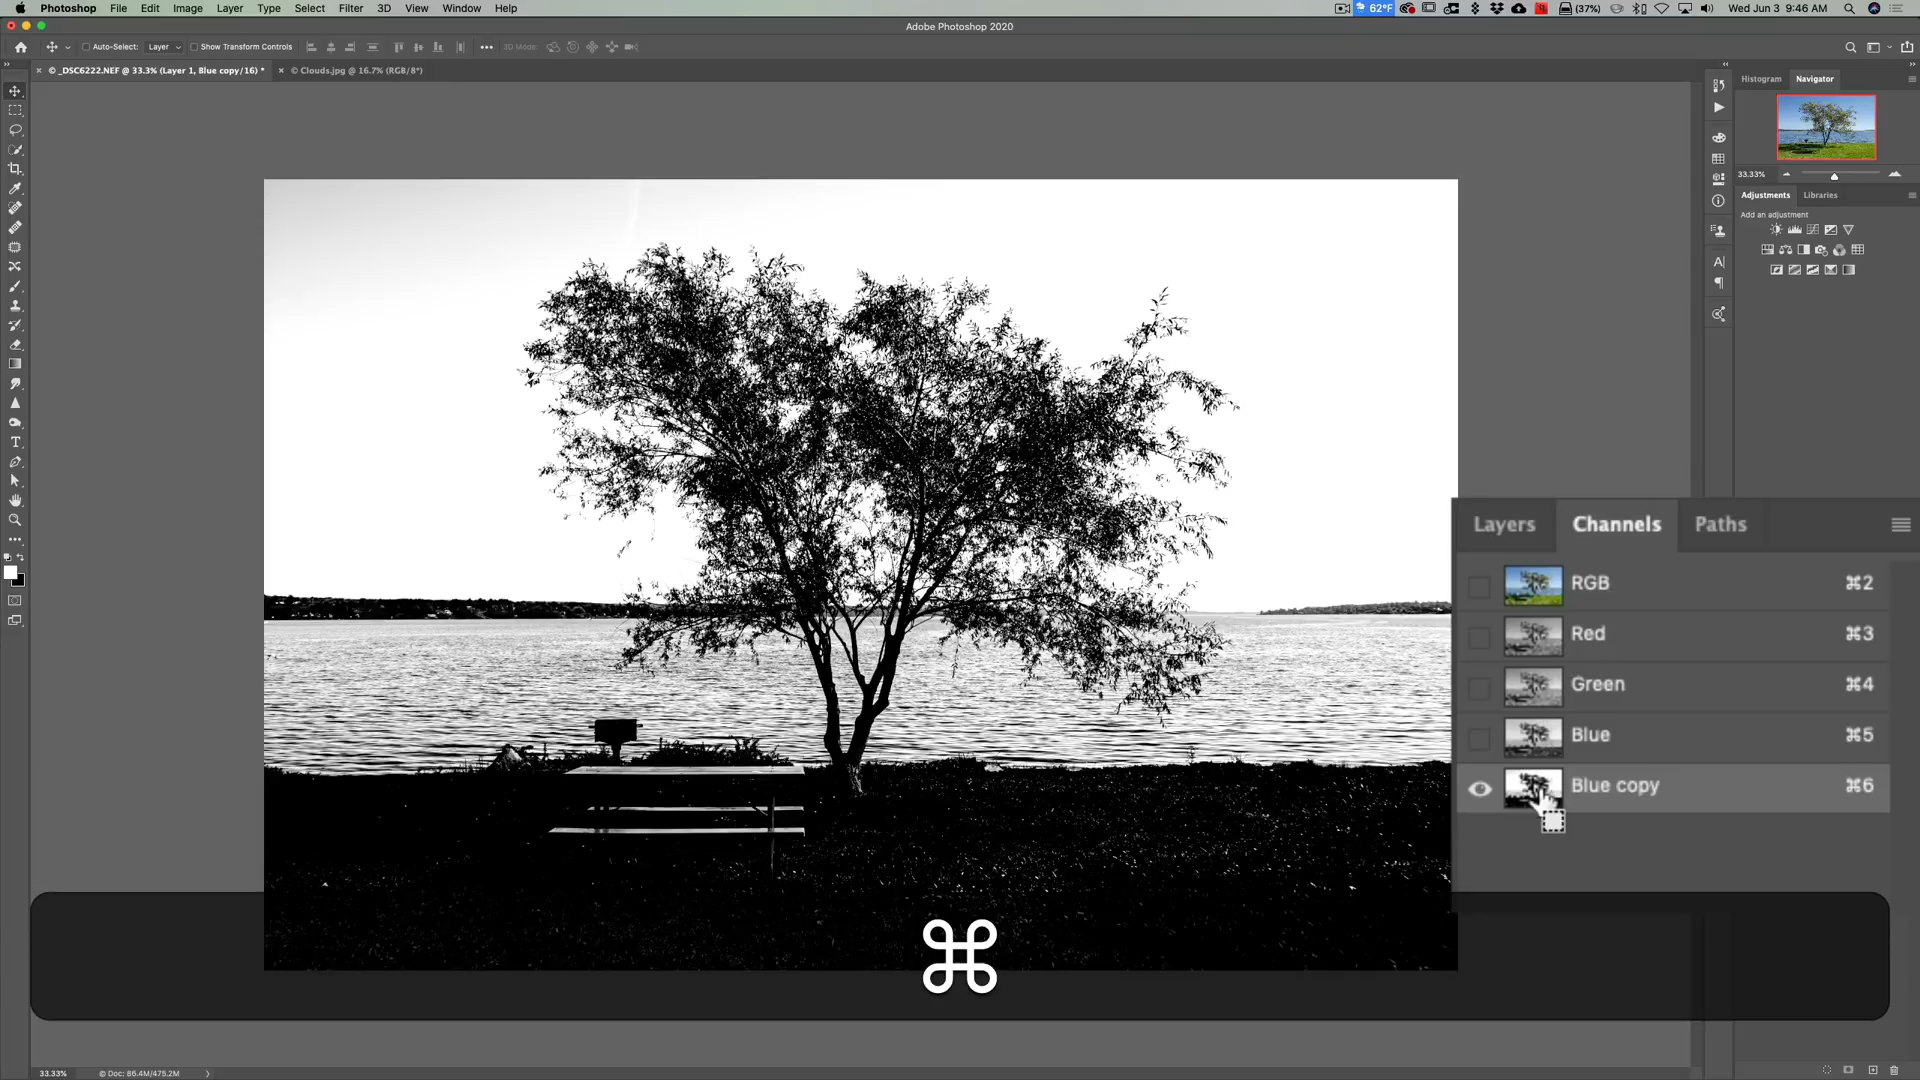 Photoshop File Edit Image Layer Type Select Filter 3D View Window Help 62°F (37%) Wed Jun 3 9:46 AM
Adobe Photoshop 2020
Auto-Select: Layer Show Transform Controls 3D Mode:
© _DSC6222.NEF @ 33.3% (Layer 1, Blue copy/16) * © Clouds.jpg @ 16.7% (RGB/8*)
Histogram Navigator
33.33%
Adjustments Libraries
Add an adjustment
Layers Channels Paths
RGB ⌘2
Red ⌘3
Green ⌘4
Blue ⌘5
Blue copy ⌘6
⌘
33.33% © Doc: 86.4M/475.2M